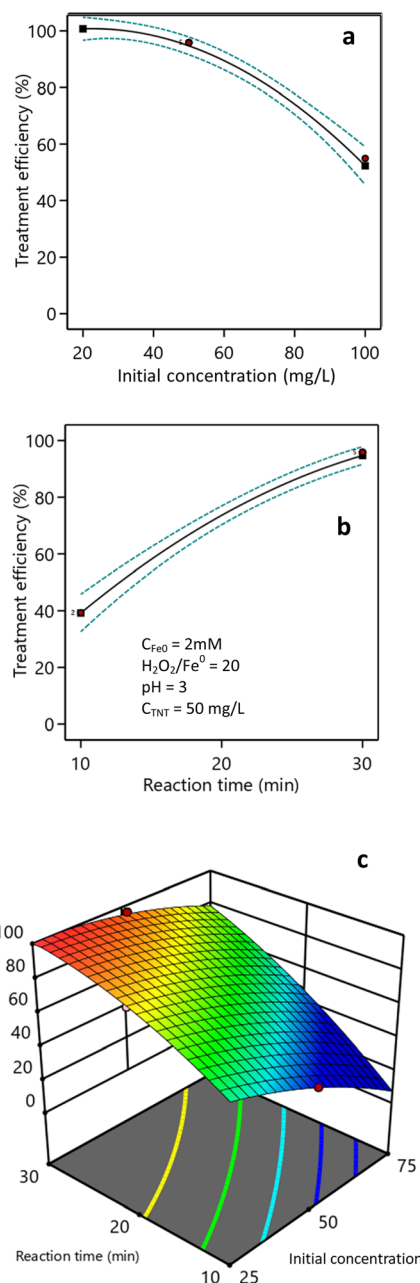 a
100
80
60
40
20
0
Treatment efficiency (%)
20 40 60 80 100
Initial concentration (mg/L)
100
80
60
40
20
0
Treatment efficiency (%)
b
2
C_Fe0 = 2mM
H₂O₂/Fe⁰ = 20
pH = 3
C_TNT = 50 mg/L
10 20 30
Reaction time (min)
c
100
80
60
40
20
0
30
20
10
Reaction time (min)
75
50
25
Initial concentration